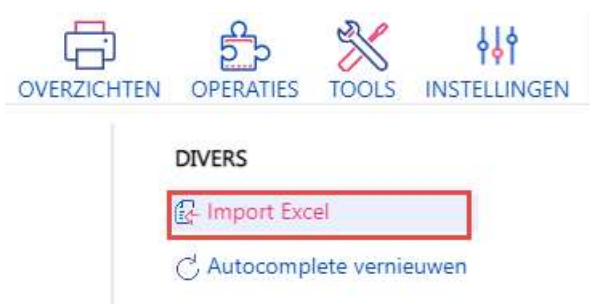 OVERZICHTEN OPERATIES TOOLS INSTELLINGEN
DIVERS
Import Excel
Autocomplete vernieuwen